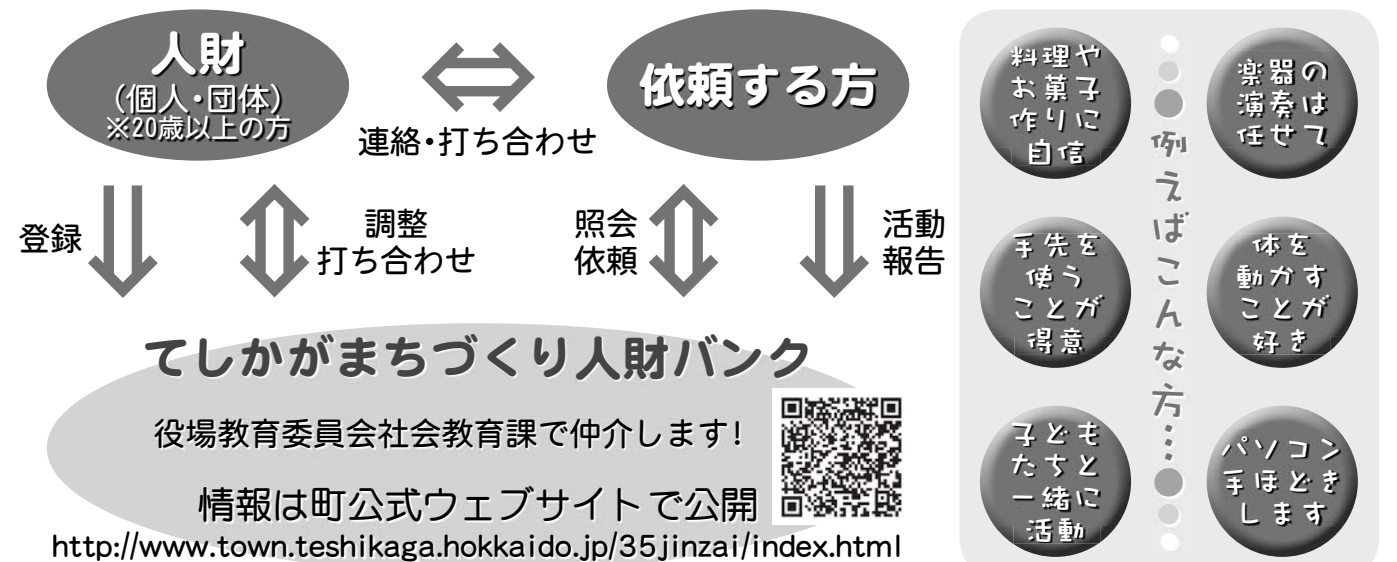 人財
(個人・団体)
※20歳以上の方
連絡・打ち合わせ
依頼する方
登録
調整
打ち合わせ
照会
依頼
活動
報告
てしかがまちづくり人財バンク
役場教育委員会社会教育課で仲介します!
情報は町公式ウェブサイトで公開
http://www.town.teshikaga.hokkaido.jp/35jinzai/index.html
例えばこんな方…
料理や
お菓子
作りに
自信
楽器の
演奏は
任せて
手先を
使う
ことが
得意
体を
動かす
ことが
好き
子ども
たちと
一緒に
活動
パソコン
手ほどき
します